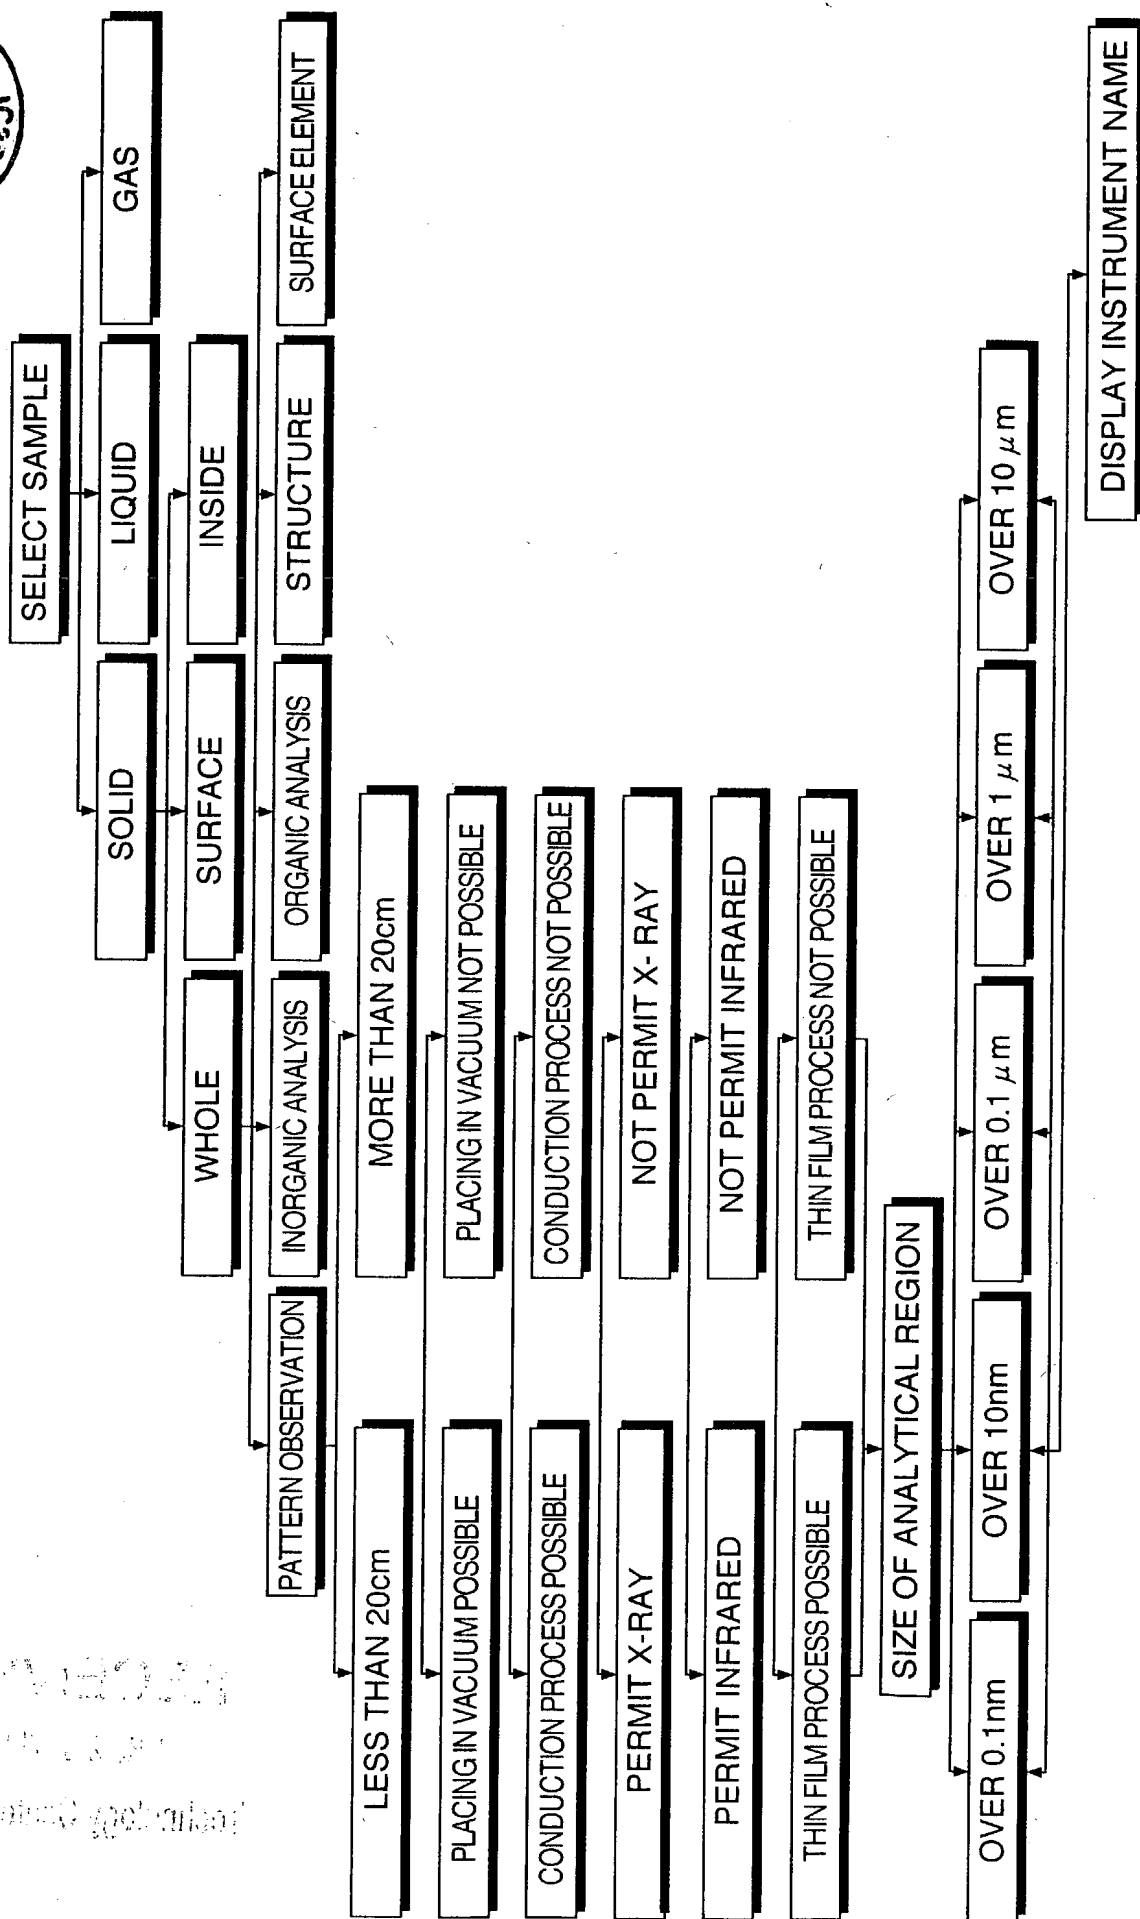 SELECT SAMPLE
SOLID
LIQUID
GAS
WHOLE
SURFACE
INSIDE
PATTERN OBSERVATION
INORGANIC ANALYSIS
ORGANIC ANALYSIS
STRUCTURE
SURFACE ELEMENT
LESS THAN 20cm
MORE THAN 20cm
PLACING IN VACUUM POSSIBLE
PLACING IN VACUUM NOT POSSIBLE
CONDUCTION PROCESS POSSIBLE
CONDUCTION PROCESS NOT POSSIBLE
PERMIT X-RAY
NOT PERMIT X- RAY
PERMIT INFRARED
NOT PERMIT INFRARED
THIN FILM PROCESS POSSIBLE
THIN FILM PROCESS NOT POSSIBLE
SIZE OF ANALYTICAL REGION
OVER 0.1nm
OVER 10nm
OVER 0.1 μm
OVER 1 μm
OVER 10 μm
DISPLAY INSTRUMENT NAME
Technology